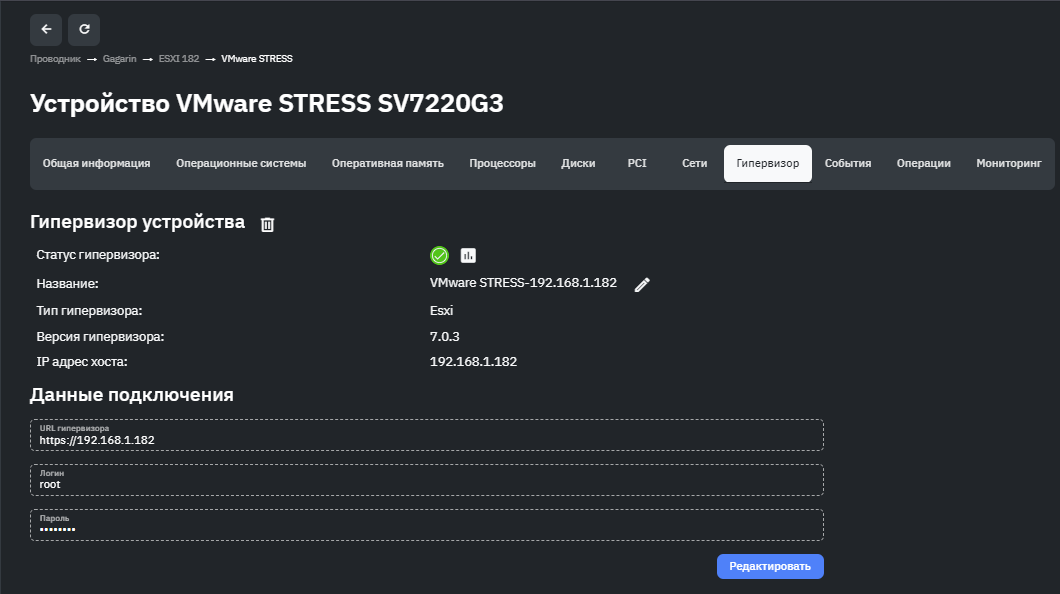 Проводник → Gagarin → ESXI 182 → VMware STRESS
Устройство VMware STRESS SV7220G3
Общая информация Операционные системы Оперативная память Процессоры Диски PCI Сети Гипервизор События Операции Мониторинг
Гипервизор устройства
Статус гипервизора:
Название: VMware STRESS-192.168.1.182
Тип гипервизора: Esxi
Версия гипервизора: 7.0.3
IP адрес хоста: 192.168.1.182
Данные подключения
URL гипервизора
https://192.168.1.182
Логин
root
Пароль
••••••••
Редактировать